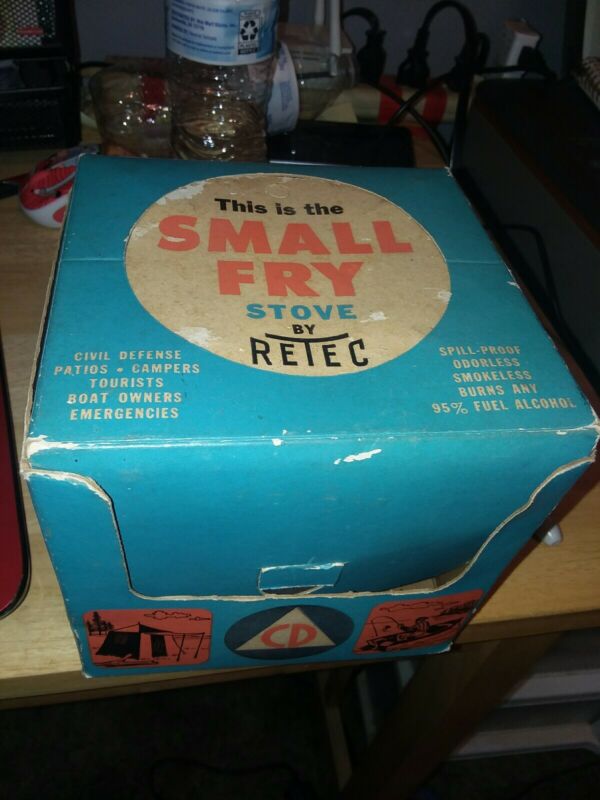 This is the
SMALL
FRY
STOVE
BY
RETEC
CIVIL DEFENSE
PATIOS • CAMPERS
TOURISTS
BOAT OWNERS
EMERGENCIES
SPILL-PROOF
ODORLESS
SMOKELESS
BURNS ANY
95% FUEL ALCOHOL
CD